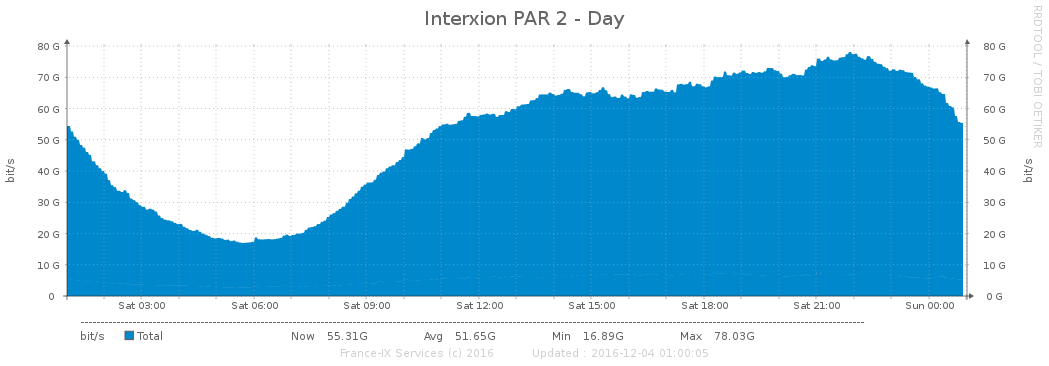 Interxion PAR 2 - Day
RRDTOOL / TOBI OETIKER
80 G 80 G
70 G 70 G
60 G 60 G
50 G 50 G
40 G 40 G
30 G 30 G
20 G 20 G
10 G 10 G
0 0 G
bit/s bit/s
Sat 03:00 Sat 06:00 Sat 09:00 Sat 12:00 Sat 15:00 Sat 18:00 Sat 21:00 Sun 00:00
bit/s Total Now 55.31G Avg 51.65G Min 16.89G Max 78.03G
France-IX Services (c) 2016 Updated : 2016-12-04 01:00:05